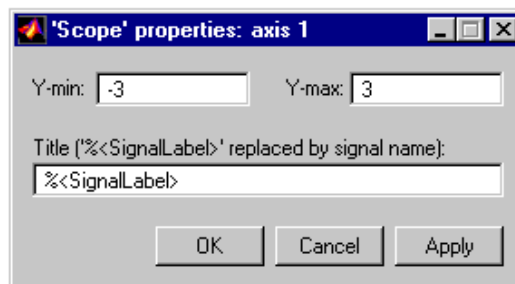 'Scope' properties: axis 1
Y-min: -3 Y-max: 3
Title ('%<SignalLabel>' replaced by signal name):
%<SignalLabel>
OK Cancel Apply